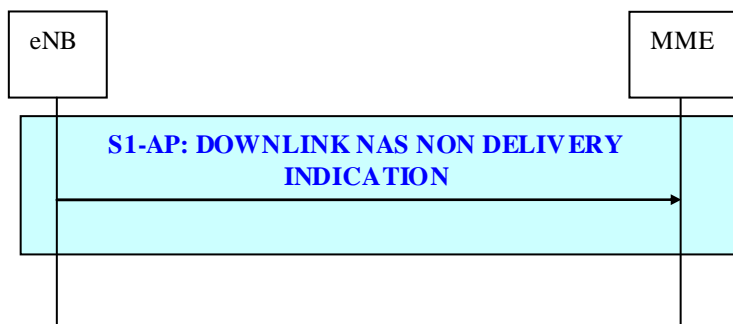 eNB
MME
S1-AP: DOWNLINK NAS NON DELIVERY
INDICATION